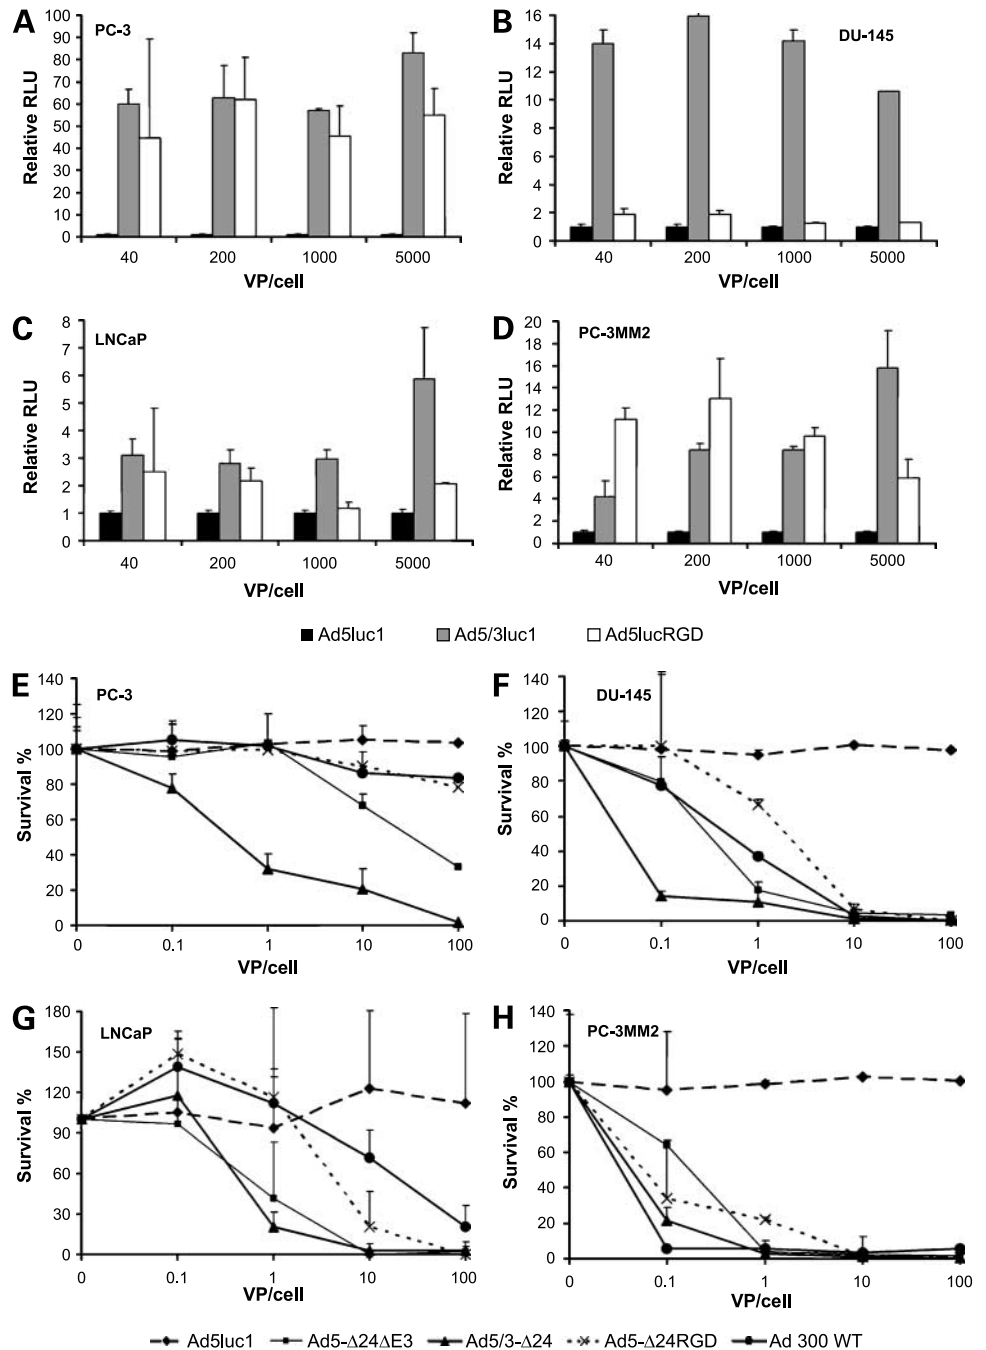 A
PC-3
Relative RLU
100
90
80
70
60
50
40
30
20
10
0
40 200 1000 5000
VP/cell
B
DU-145
Relative RLU
16
14
12
10
8
6
4
2
0
40 200 1000 5000
VP/cell
C
LNCaP
Relative RLU
8
7
6
5
4
3
2
1
0
40 200 1000 5000
VP/cell
D
PC-3MM2
Relative RLU
20
18
16
14
12
10
8
6
4
2
0
40 200 1000 5000
VP/cell
Ad5luc1 Ad5/3luc1 Ad5lucRGD
E
PC-3
Survival %
140
120
100
80
60
40
20
0
0 0.1 1 10 100
VP/cell
F
DU-145
Survival %
140
120
100
80
60
40
20
0
0 0.1 1 10 100
VP/cell
G
LNCaP
Survival %
180
150
120
90
60
30
0
0 0.1 1 10 100
VP/cell
H
PC-3MM2
Survival %
140
120
100
80
60
40
20
0
0 0.1 1 10 100
VP/cell
Ad5luc1 Ad5-Δ24ΔE3 Ad5/3-Δ24 Ad5-Δ24RGD Ad 300 WT